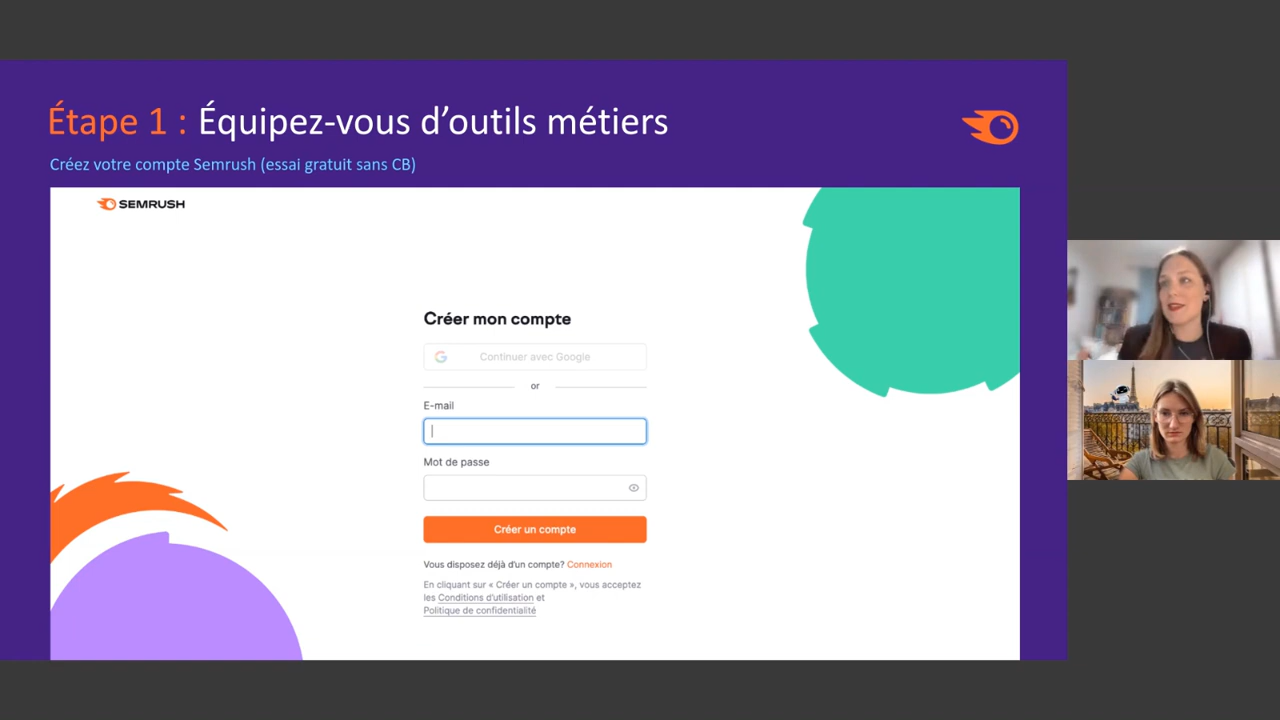 Étape 1 : Équipez-vous d’outils métiers
Créez votre compte Semrush (essai gratuit sans CB)
SEMRUSH
Créer mon compte
Continuer avec Google
or
E-mail
Mot de passe
Créer un compte
Vous disposez déjà d'un compte? Connexion
En cliquant sur « Créer un compte », vous acceptez
les Conditions d'utilisation et
Politique de confidentialité